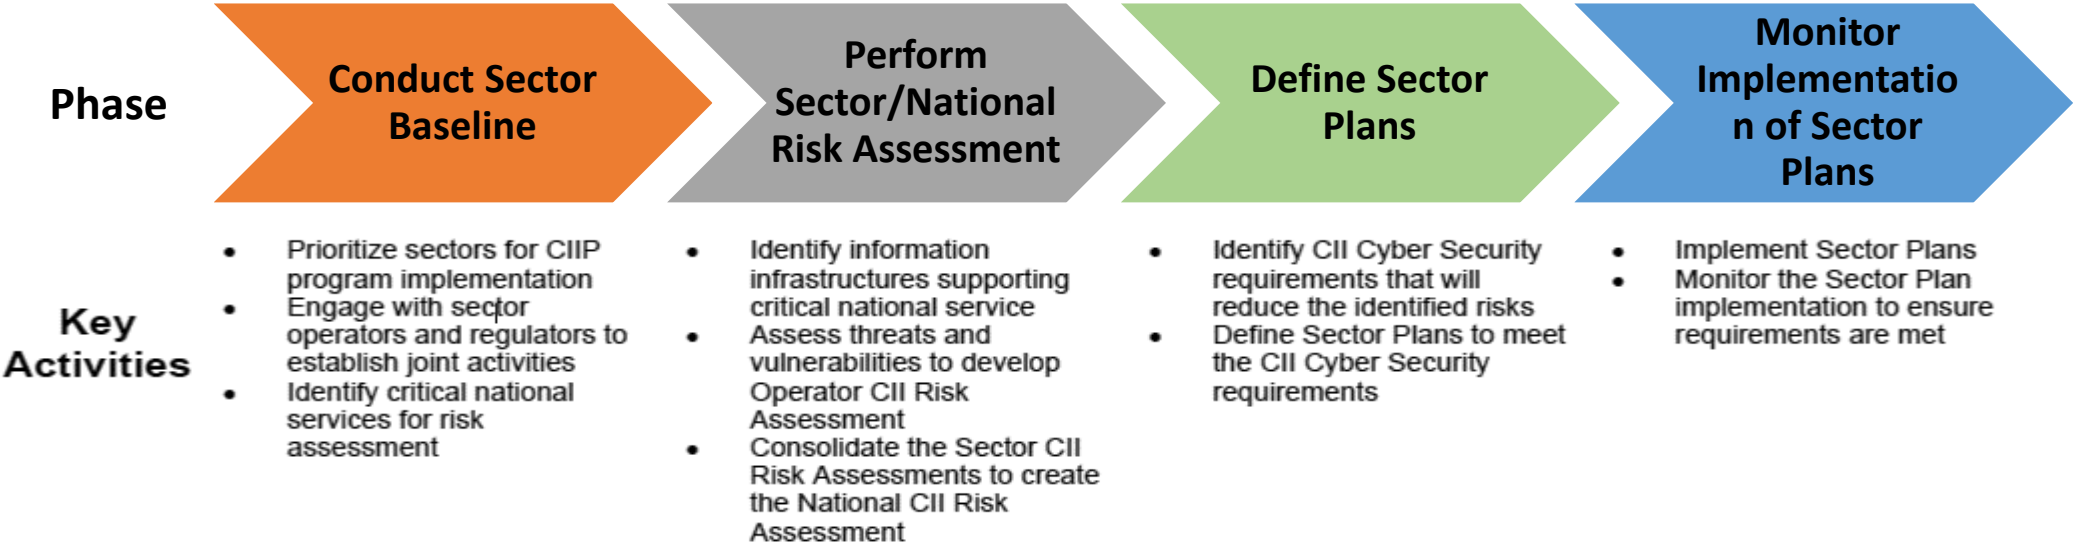 Phase
Conduct Sector
Baseline
Perform
Sector/National
Risk Assessment
Define Sector
Plans
Monitor
Implementatio
n of Sector
Plans
Key
Activities
• Prioritize sectors for CIIP
program implementation
• Engage with sector
operators and regulators to
establish joint activities
• Identify critical national
services for risk
assessment
• Identify information
infrastructures supporting
critical national service
• Assess threats and
vulnerabilities to develop
Operator CII Risk
Assessment
• Consolidate the Sector CII
Risk Assessments to create
the National CII Risk
Assessment
• Identify CII Cyber Security
requirements that will
reduce the identified risks
• Define Sector Plans to meet
the CII Cyber Security
requirements
• Implement Sector Plans
• Monitor the Sector Plan
implementation to ensure
requirements are met